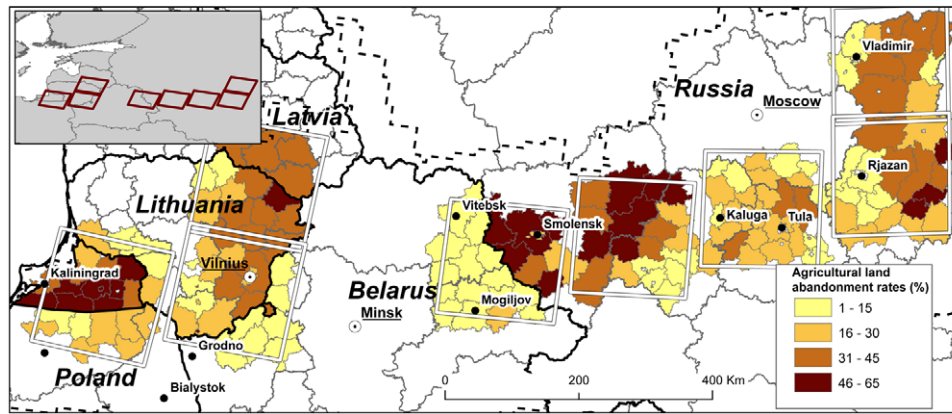 Vladimir
Russia
Moscow
Latvia
Rjazan
Lithuania
Vitebsk
Smolensk
Kaluga
Tula
Vilnius
Kaliningrad
Agricultural land
abandonment rates (%)
1 - 15
16 - 30
31 - 45
46 - 65
Belarus
Mogiljov
Minsk
Grodno
Poland
Bialystok
0 200 400 Km